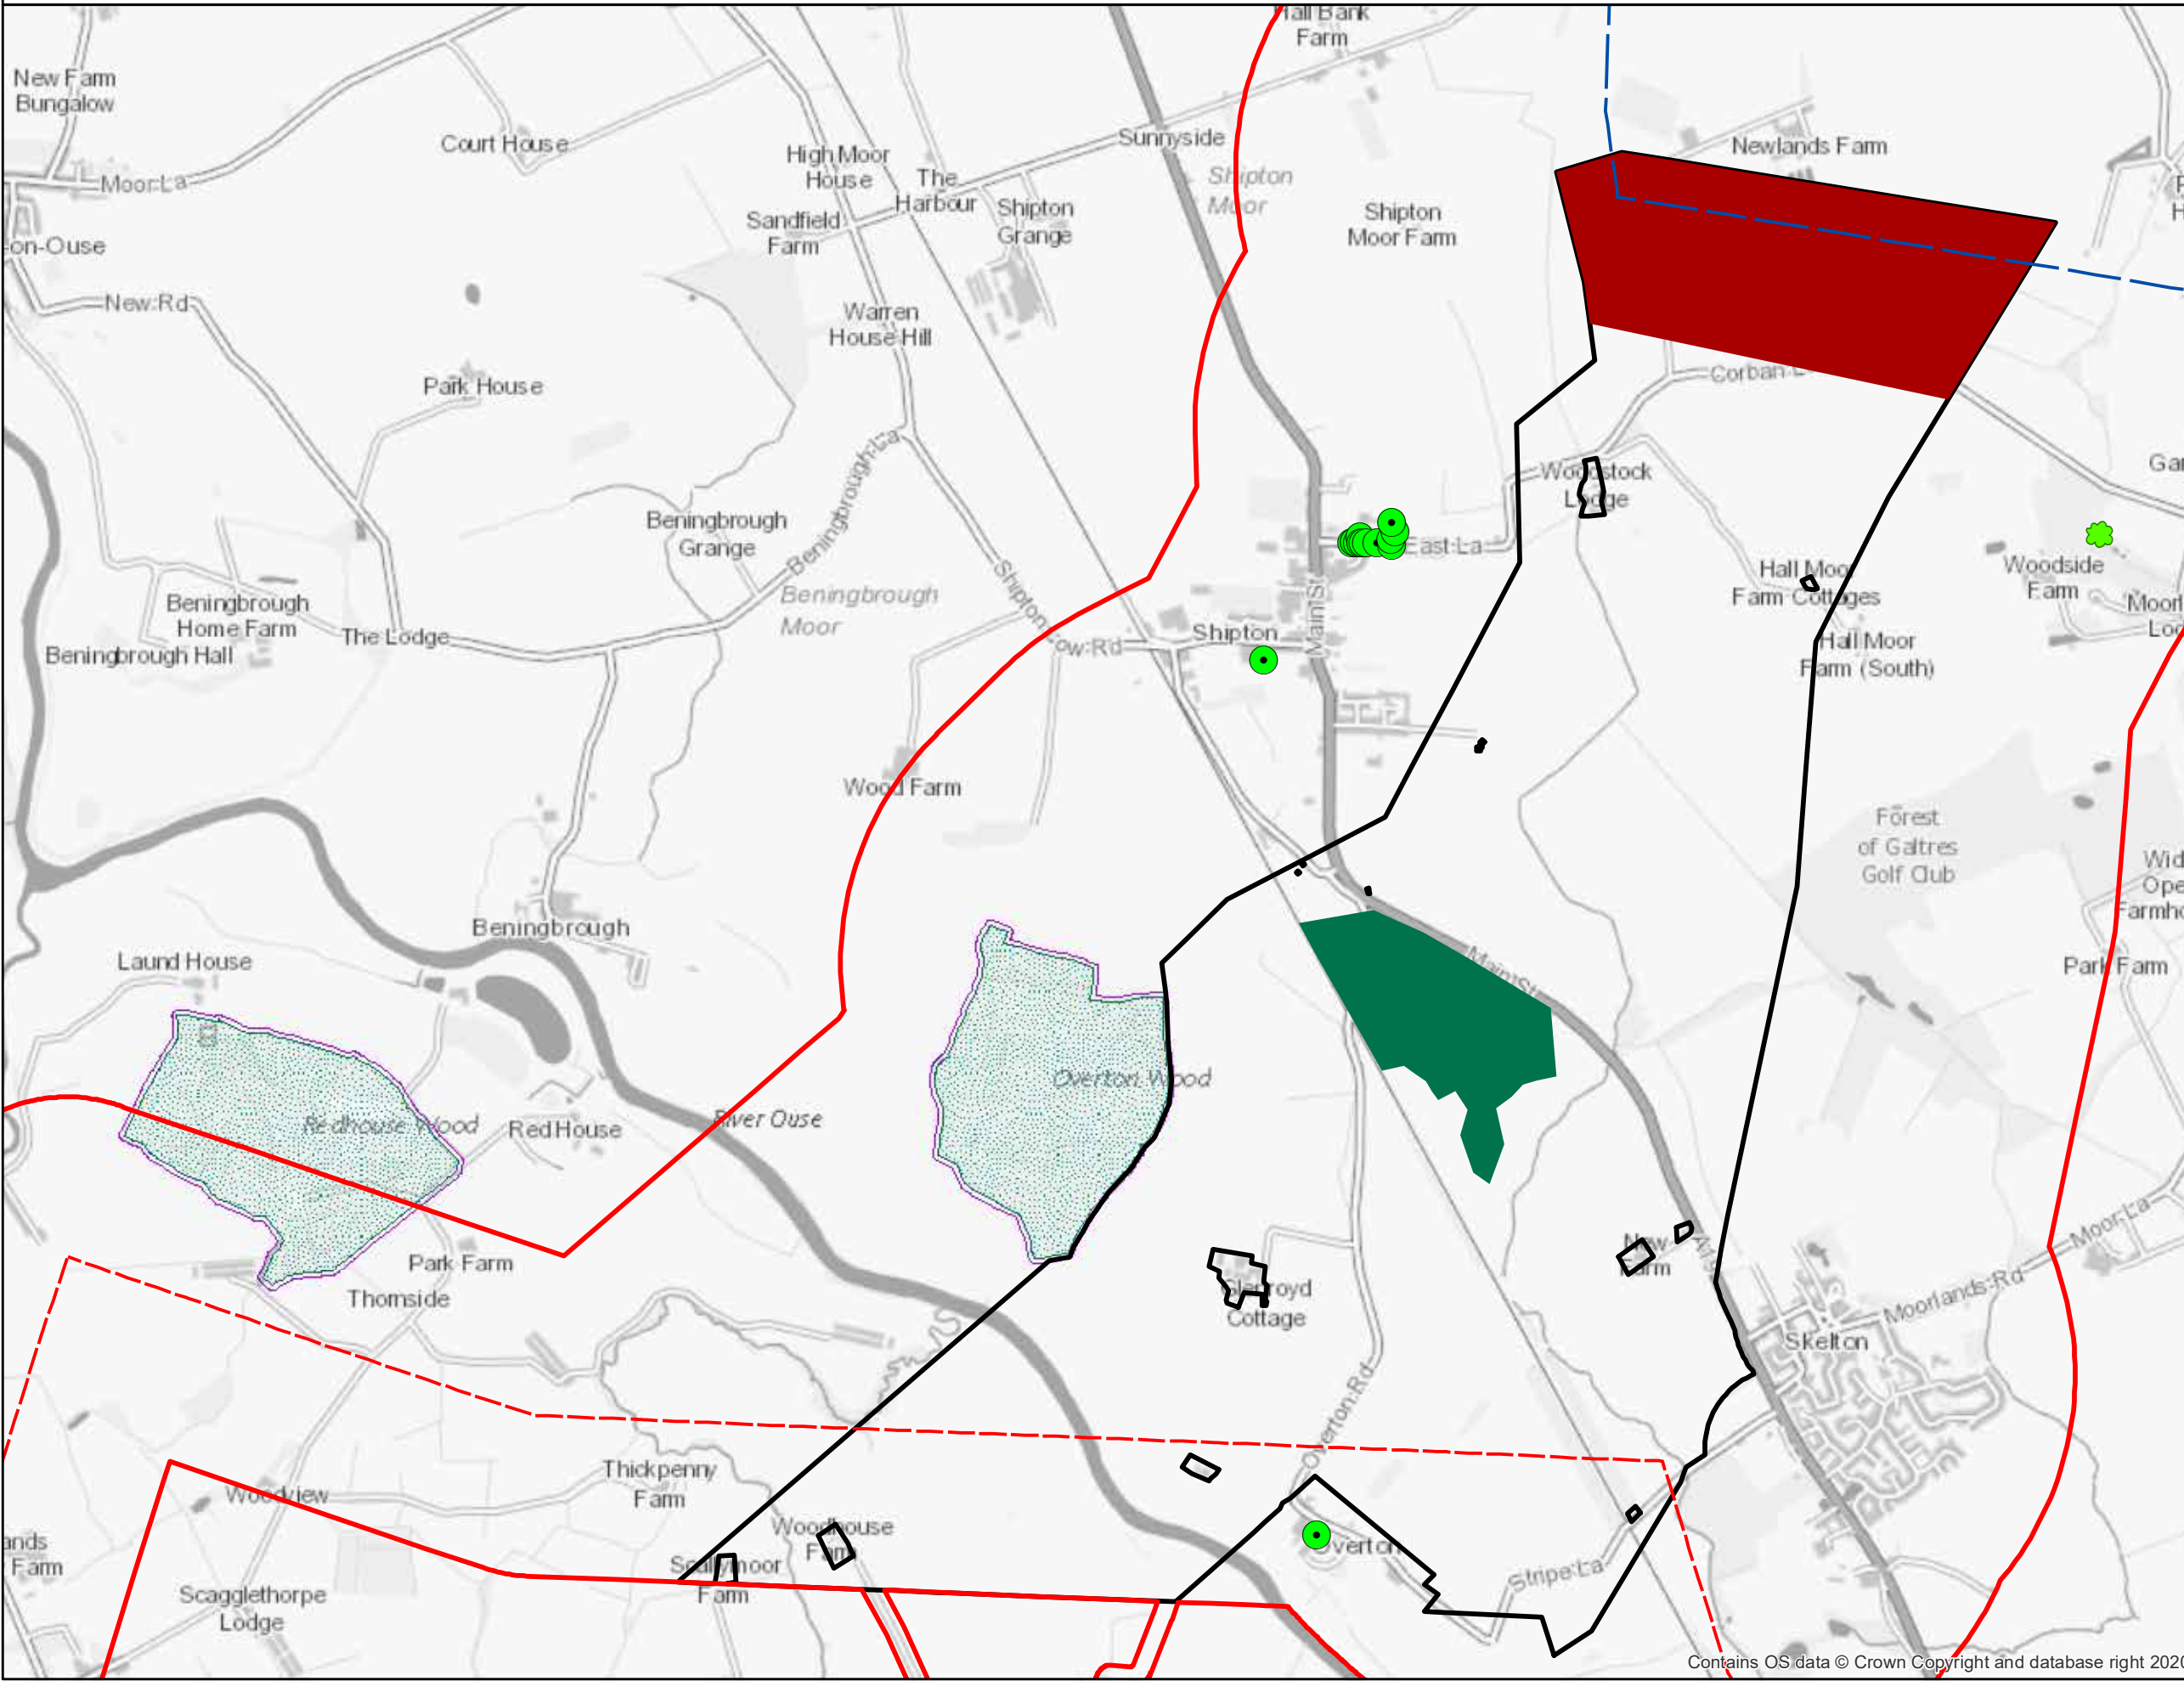 Hall Bank
Farm
New Farm
Bungalow
Court House
Sunnyside
Newlands Farm
High Moor
House
The
Harbour
Moor La
Shipton
Moor
Sandfield
Farm
Shipton
Grange
Shipton
Moor Farm
-on-Ouse
New Rd
Warren
House Hill
Corban
Park House
Beningbrough La
Woodstock
Lodge
Beningbrough
Grange
East La
Beningbrough
Moor
Hall Moor
Farm Cottages
Woodside
Farm
Beningbrough
Home Farm
The Lodge
Shipton Low Rd
Shipton
Main St
Beningbrough Hall
Hall Moor
Farm (South)
Wood Farm
Forest
of Galtres
Golf Club
Beningbrough
Laund House
Main St
Park Farm
Overton Wood
Redhouse Wood
Red House
River Ouse
Park Farm
Thornside
New
Farm
Moor La
Glenroyd
Cottage
Moorlands Rd
Skelton
Overton Rd
Thickpenny
Farm
Woodview
Woodhouse
Farm
Overton
Scullymoor
Farm
Stripe La
Scagglethorpe
Lodge
Farm
Contains OS data © Crown Copyright and database right 2020